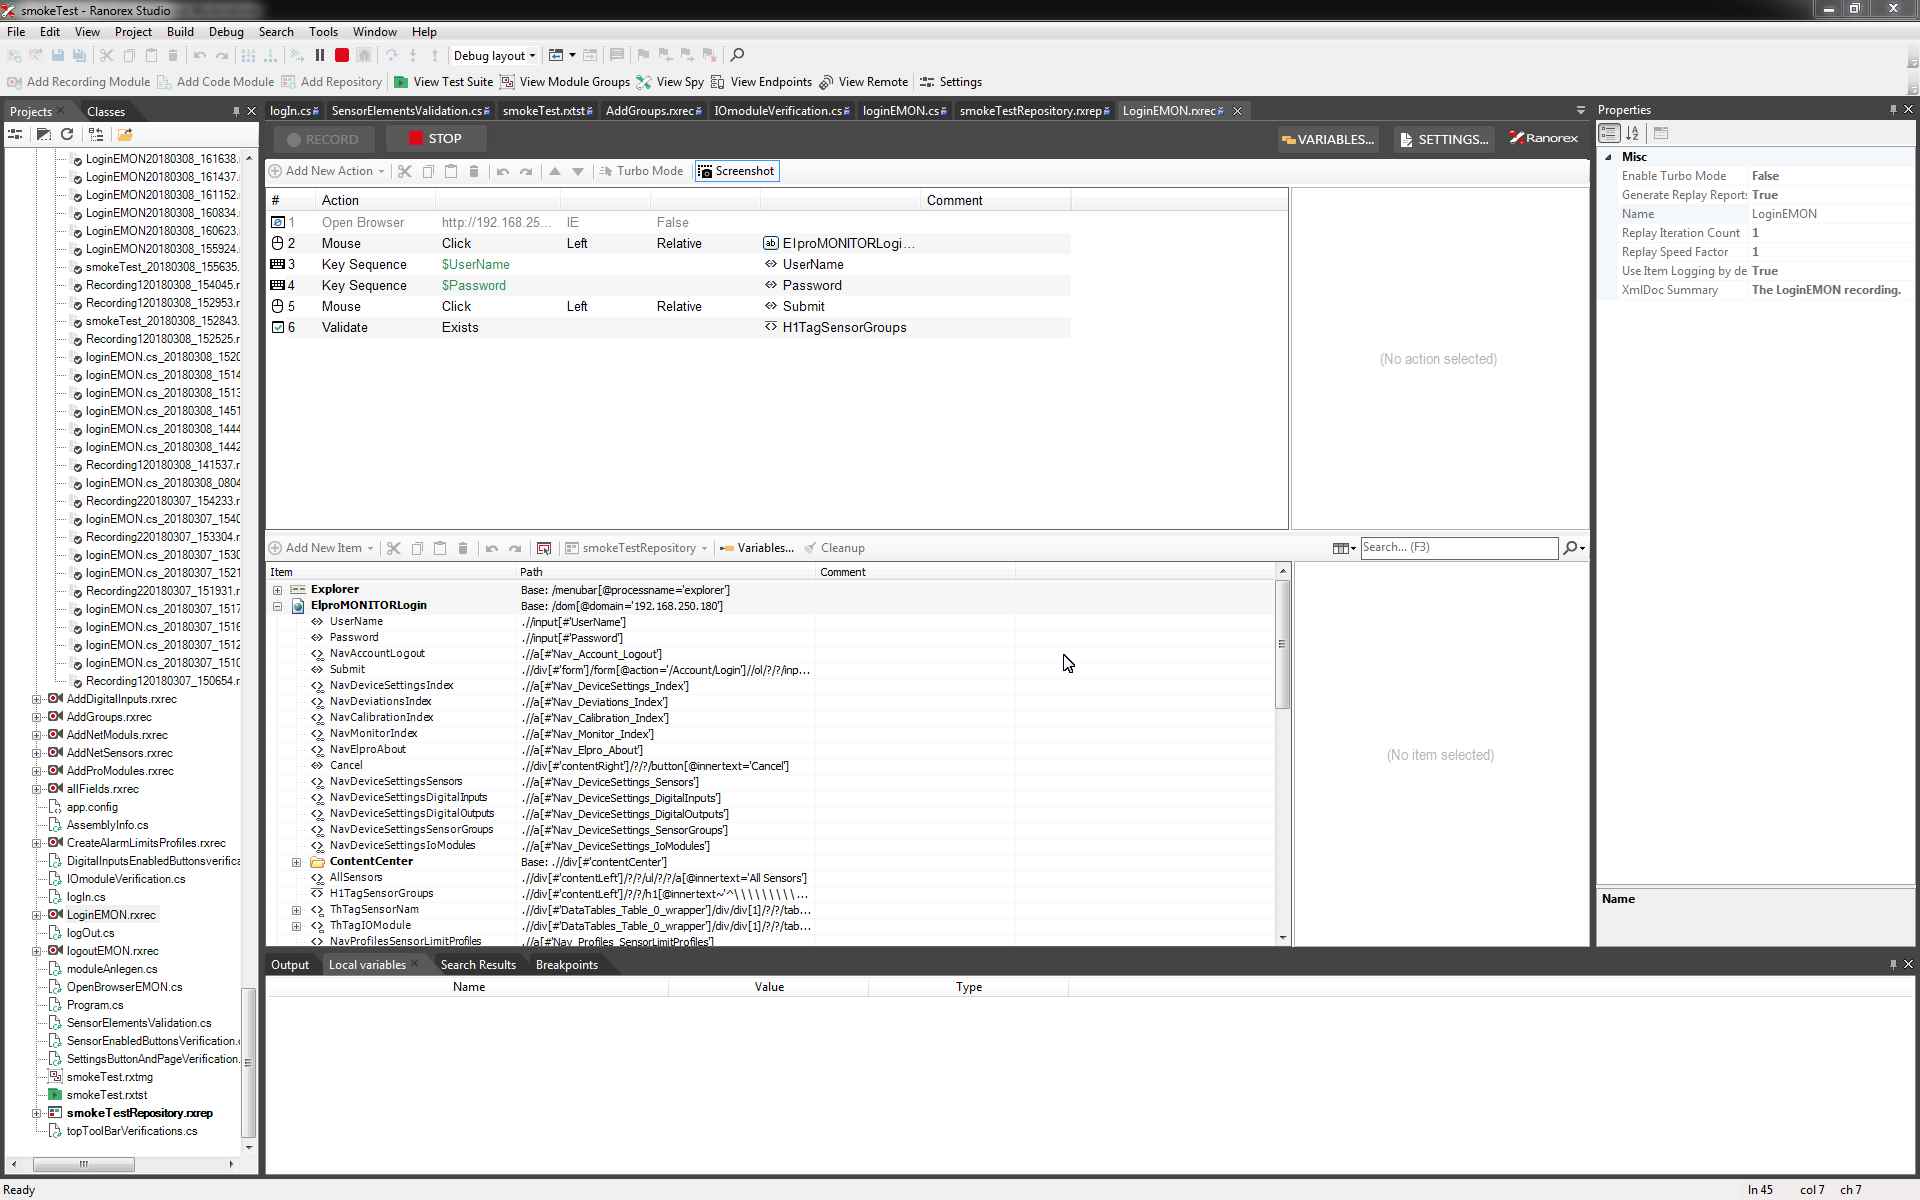 smokeTest - Ranorex Studio
File Edit View Project Build Debug Search Tools Window Help
Debug layout
Add Recording Module Add Code Module Add Repository View Test Suite View Module Groups View Spy View Endpoints View Remote Settings
Projects Classes
LoginEMON20180308_161638.
LoginEMON20180308_161437.
LoginEMON20180308_161152.
LoginEMON20180308_160834.
LoginEMON20180308_160623.
LoginEMON20180308_155924.
smokeTest_20180308_155635.
Recording120180308_154045.r
Recording120180308_152953.r
smokeTest_20180308_152843.
Recording120180308_152525.r
loginEMON.cs_20180308_1520
loginEMON.cs_20180308_1514
loginEMON.cs_20180308_1513
loginEMON.cs_20180308_1451
loginEMON.cs_20180308_1444
loginEMON.cs_20180308_1442
Recording120180308_141537.r
loginEMON.cs_20180308_0804
Recording220180307_154233.r
loginEMON.cs_20180307_1540
Recording220180307_153304.r
loginEMON.cs_20180307_1530
loginEMON.cs_20180307_1521
Recording220180307_151931.r
loginEMON.cs_20180307_1517
loginEMON.cs_20180307_1516
loginEMON.cs_20180307_1512
loginEMON.cs_20180307_1510
Recording120180307_150654.r
AddDigitalInputs.rxrec
AddGroups.rxrec
AddNetModuls.rxrec
AddNetSensors.rxrec
AddProModules.rxrec
allFields.rxrec
app.config
AssemblyInfo.cs
CreateAlarmLimitsProfiles.rxrec
DigitalInputsEnabledButtonsverifica
IOmoduleVerification.cs
logIn.cs
LoginEMON.rxrec
logOut.cs
logoutEMON.rxrec
moduleAnlegen.cs
OpenBrowserEMON.cs
Program.cs
SensorElementsValidation.cs
SensorEnabledButtonsVerification.
SettingsButtonAndPageVerification.
smokeTest.rxtmg
smokeTest.rxtst
smokeTestRepository.rxrep
topToolBarVerifications.cs
logIn.cs SensorElementsValidation.cs smokeTest.rxtst AddGroups.rxrec IOmoduleVerification.cs loginEMON.cs smokeTestRepository.rxrep LoginEMON.rxrec
RECORD STOP VARIABLES... SETTINGS... Ranorex
Add New Action Turbo Mode Screenshot
# Action Comment
1 Open Browser http://192.168.25... IE False
2 Mouse Click Left Relative ab ElproMONITORLogi...
3 Key Sequence $UserName UserName
4 Key Sequence $Password Password
5 Mouse Click Left Relative Submit
6 Validate Exists H1TagSensorGroups
(No action selected)
Add New Item smokeTestRepository Variables... Cleanup Search... (F3)
Item Path Comment
Explorer Base: /menubar[@processname='explorer']
ElproMONITORLogin Base: /dom[@domain='192.168.250.180']
UserName .//input[#'UserName']
Password .//input[#'Password']
NavAccountLogout .//a[#'Nav_Account_Logout']
Submit .//div[#'form']/form[@action='/Account/Login']//ol/?/?/inp...
NavDeviceSettingsIndex .//a[#'Nav_DeviceSettings_Index']
NavDeviationsIndex .//a[#'Nav_Deviations_Index']
NavCalibrationIndex .//a[#'Nav_Calibration_Index']
NavMonitorIndex .//a[#'Nav_Monitor_Index']
NavElproAbout .//a[#'Nav_Elpro_About']
Cancel .//div[#'contentRight']/?/?/button[@innertext='Cancel']
NavDeviceSettingsSensors .//a[#'Nav_DeviceSettings_Sensors']
NavDeviceSettingsDigitalInputs .//a[#'Nav_DeviceSettings_DigitalInputs']
NavDeviceSettingsDigitalOutputs .//a[#'Nav_DeviceSettings_DigitalOutputs']
NavDeviceSettingsSensorGroups .//a[#'Nav_DeviceSettings_SensorGroups']
NavDeviceSettingsIoModules .//a[#'Nav_DeviceSettings_IoModules']
ContentCenter Base: .//div[#'contentCenter']
AllSensors .//div[#'contentLeft']/?/?/ul/?/?/a[@innertext='All Sensors']
H1TagSensorGroups .//div[#'contentLeft']/?/?/h1[@innertext~'^\ \ \ \ \ \ \ \ \ ...
ThTagSensorNam .//div[#'DataTables_Table_0_wrapper']/div/div[1]/?/?/tab...
ThTagIOModule .//div[#'DataTables_Table_0_wrapper']/div/div[1]/?/?/tab...
NavProfilesSensorLimitProfiles .//a[#'Nav_Profiles_SensorLimitProfiles']
(No item selected)
Output Local variables Search Results Breakpoints
Name Value Type
Properties
Misc
Enable Turbo Mode False
Generate Replay Reports True
Name LoginEMON
Replay Iteration Count 1
Replay Speed Factor 1
Use Item Logging by de True
XmlDoc Summary The LoginEMON recording.
Name
Ready ln 45 col 7 ch 7